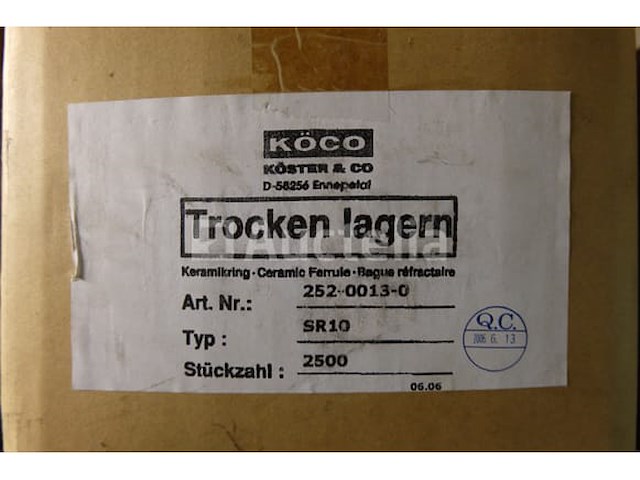 KÖCO
KÖSTER & CO
D-58256 Ennepetal
Trocken lagern
Auctelia
Keramikring · Ceramic Ferrule · Bague réfractaire
Art. Nr.: 252-0013-0
Typ : SR10
Stückzahl : 2500
Q.C.
2006 6. 13
06.06